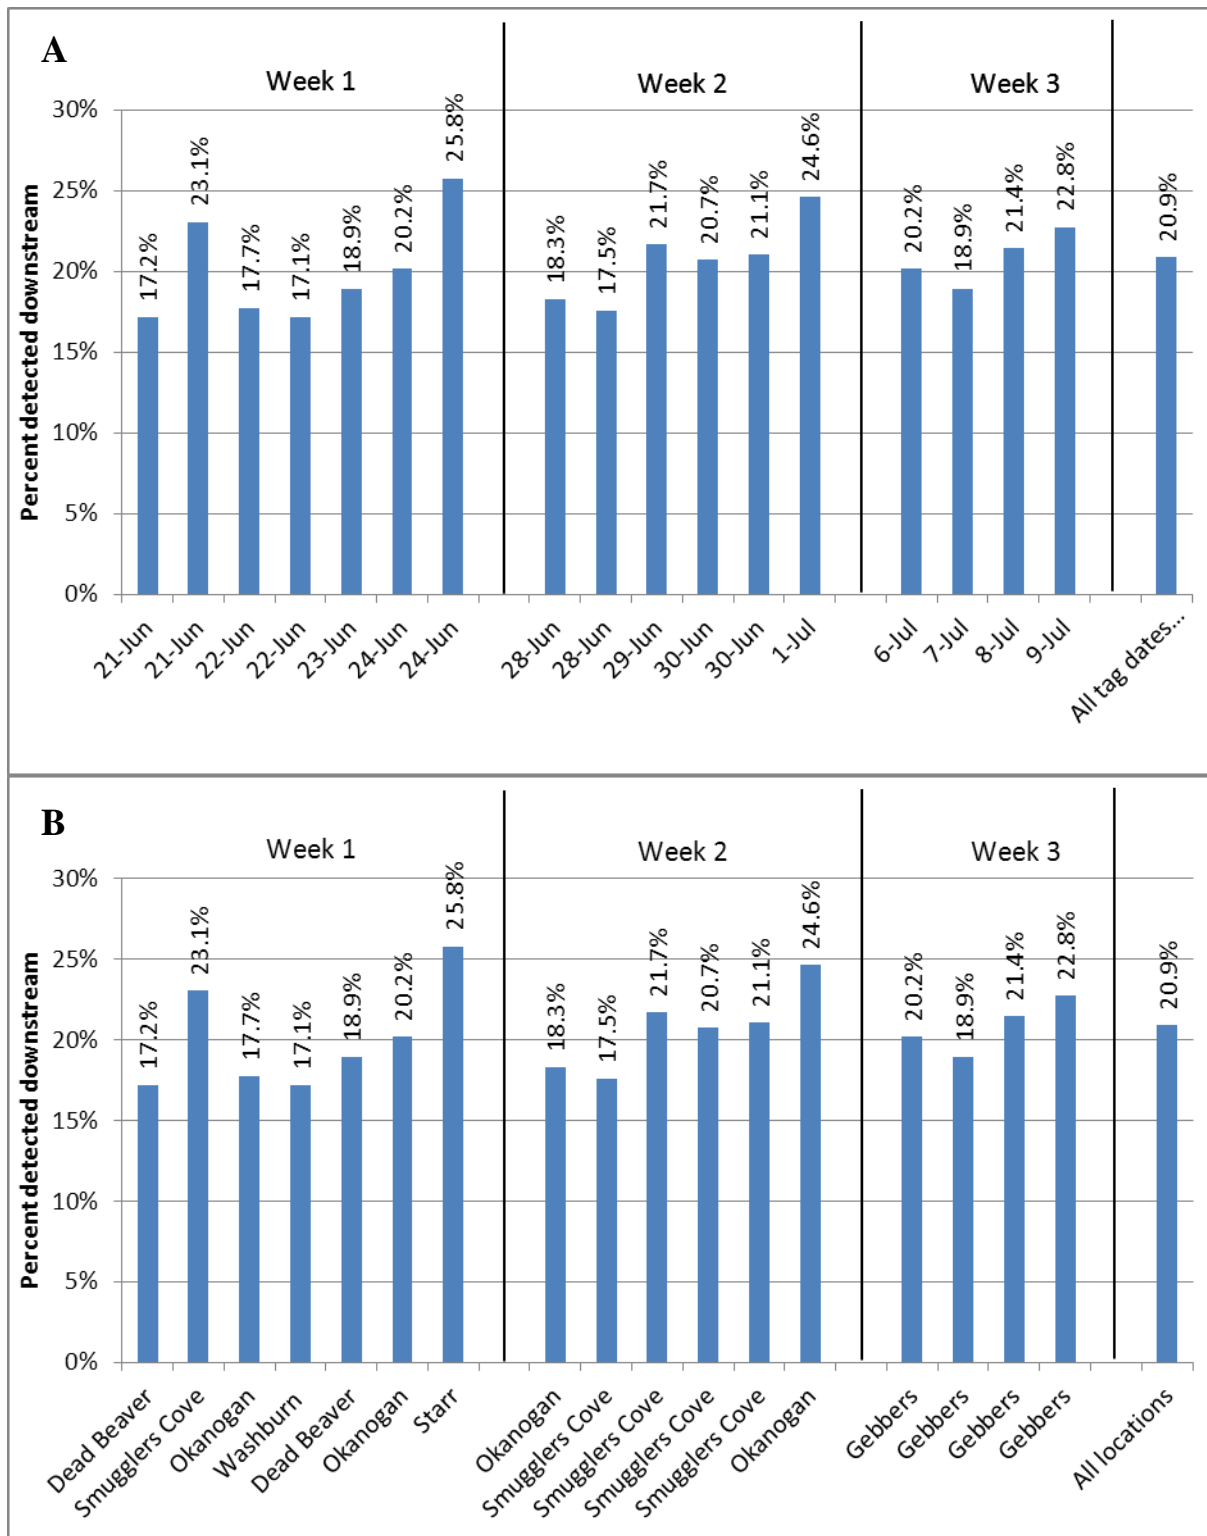 A
Week 1
Week 2
Week 3
Percent detected downstream
30%
25%
20%
15%
10%
5%
0%
17.2%
23.1%
17.7%
17.1%
18.9%
20.2%
25.8%
18.3%
17.5%
21.7%
20.7%
21.1%
24.6%
20.2%
18.9%
21.4%
22.8%
20.9%
21-Jun
21-Jun
22-Jun
22-Jun
23-Jun
24-Jun
24-Jun
28-Jun
28-Jun
29-Jun
30-Jun
30-Jun
1-Jul
6-Jul
7-Jul
8-Jul
9-Jul
All tag dates...
B
Week 1
Week 2
Week 3
Percent detected downstream
30%
25%
20%
15%
10%
5%
0%
17.2%
23.1%
17.7%
17.1%
18.9%
20.2%
25.8%
18.3%
17.5%
21.7%
20.7%
21.1%
24.6%
20.2%
18.9%
21.4%
22.8%
20.9%
Dead Beaver
Smugglers Cove
Okanogan
Washburn
Dead Beaver
Okanogan
Starr
Okanogan
Smugglers Cove
Smugglers Cove
Smugglers Cove
Smugglers Cove
Okanogan
Gebbers
Gebbers
Gebbers
Gebbers
All locations